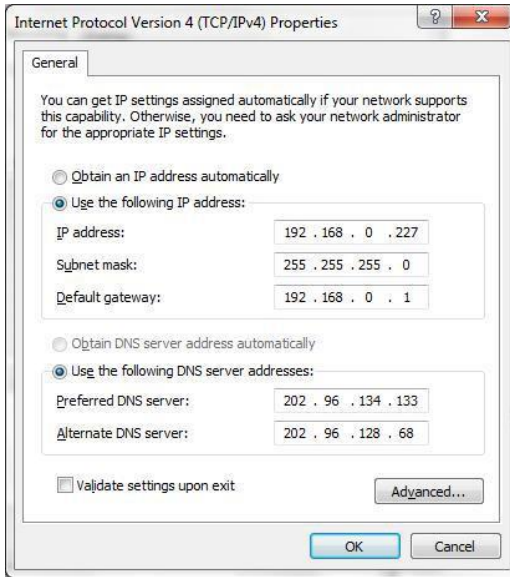 Internet Protocol Version 4 (TCP/IPv4) Properties
General
You can get IP settings assigned automatically if your network supports
this capability. Otherwise, you need to ask your network administrator
for the appropriate IP settings.
Obtain an IP address automatically
Use the following IP address:
IP address: 192 . 168 . 0 . 227
Subnet mask: 255 . 255 . 255 . 0
Default gateway: 192 . 168 . 0 . 1
Obtain DNS server address automatically
Use the following DNS server addresses:
Preferred DNS server: 202 . 96 . 134 . 133
Alternate DNS server: 202 . 96 . 128 . 68
Validate settings upon exit
Advanced...
OK Cancel